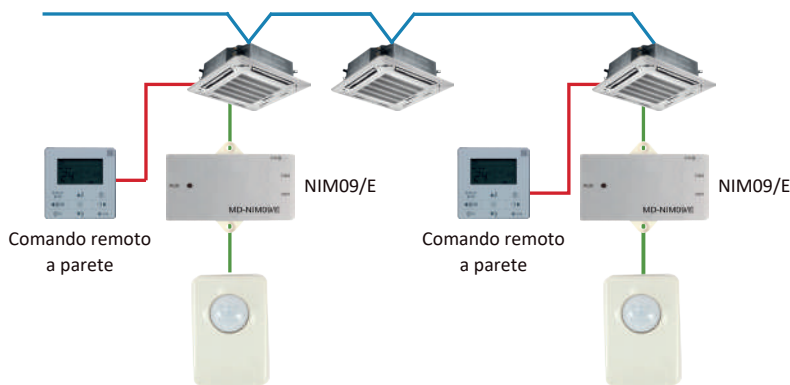 NIM09/E
MD-NIM09/E
Comando remoto
a parete
NIM09/E
MD-NIM09/E
Comando remoto
a parete